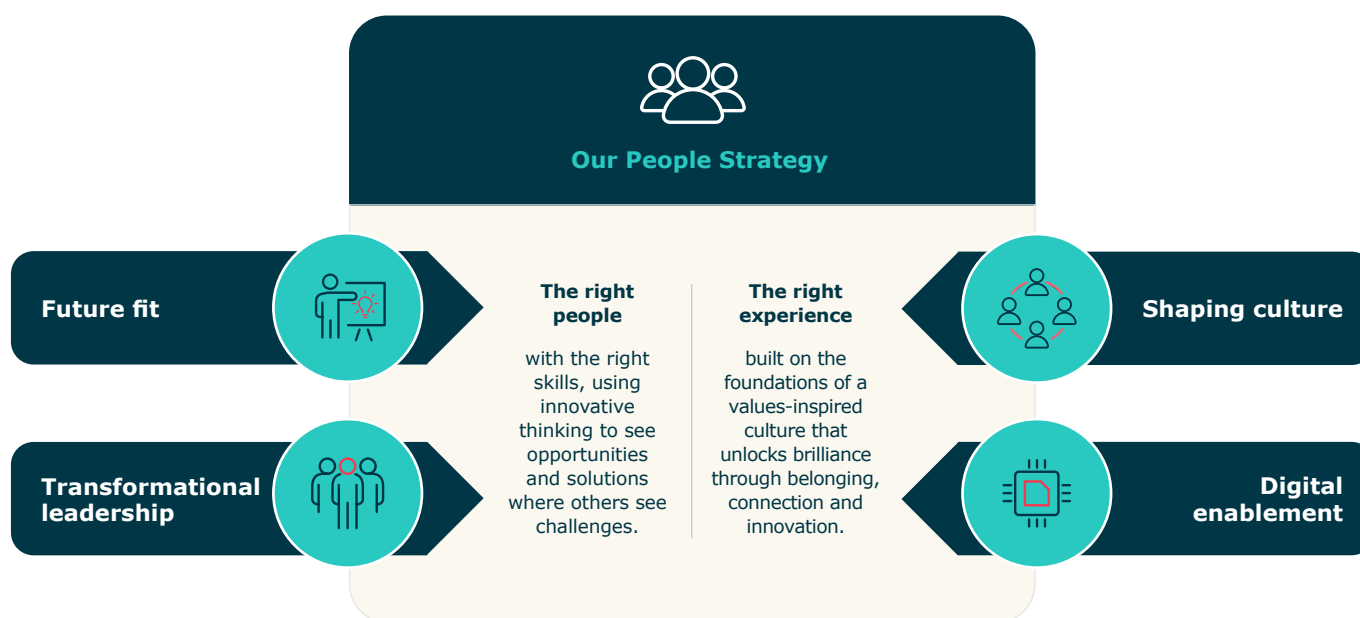 Our People Strategy
Future fit
Transformational
leadership
The right
people
with the right
skills, using
innovative
thinking to see
opportunities
and solutions
where others see
challenges.
The right
experience
built on the
foundations of a
values-inspired
culture that
unlocks brilliance
through belonging,
connection and
innovation.
Shaping culture
Digital
enablement